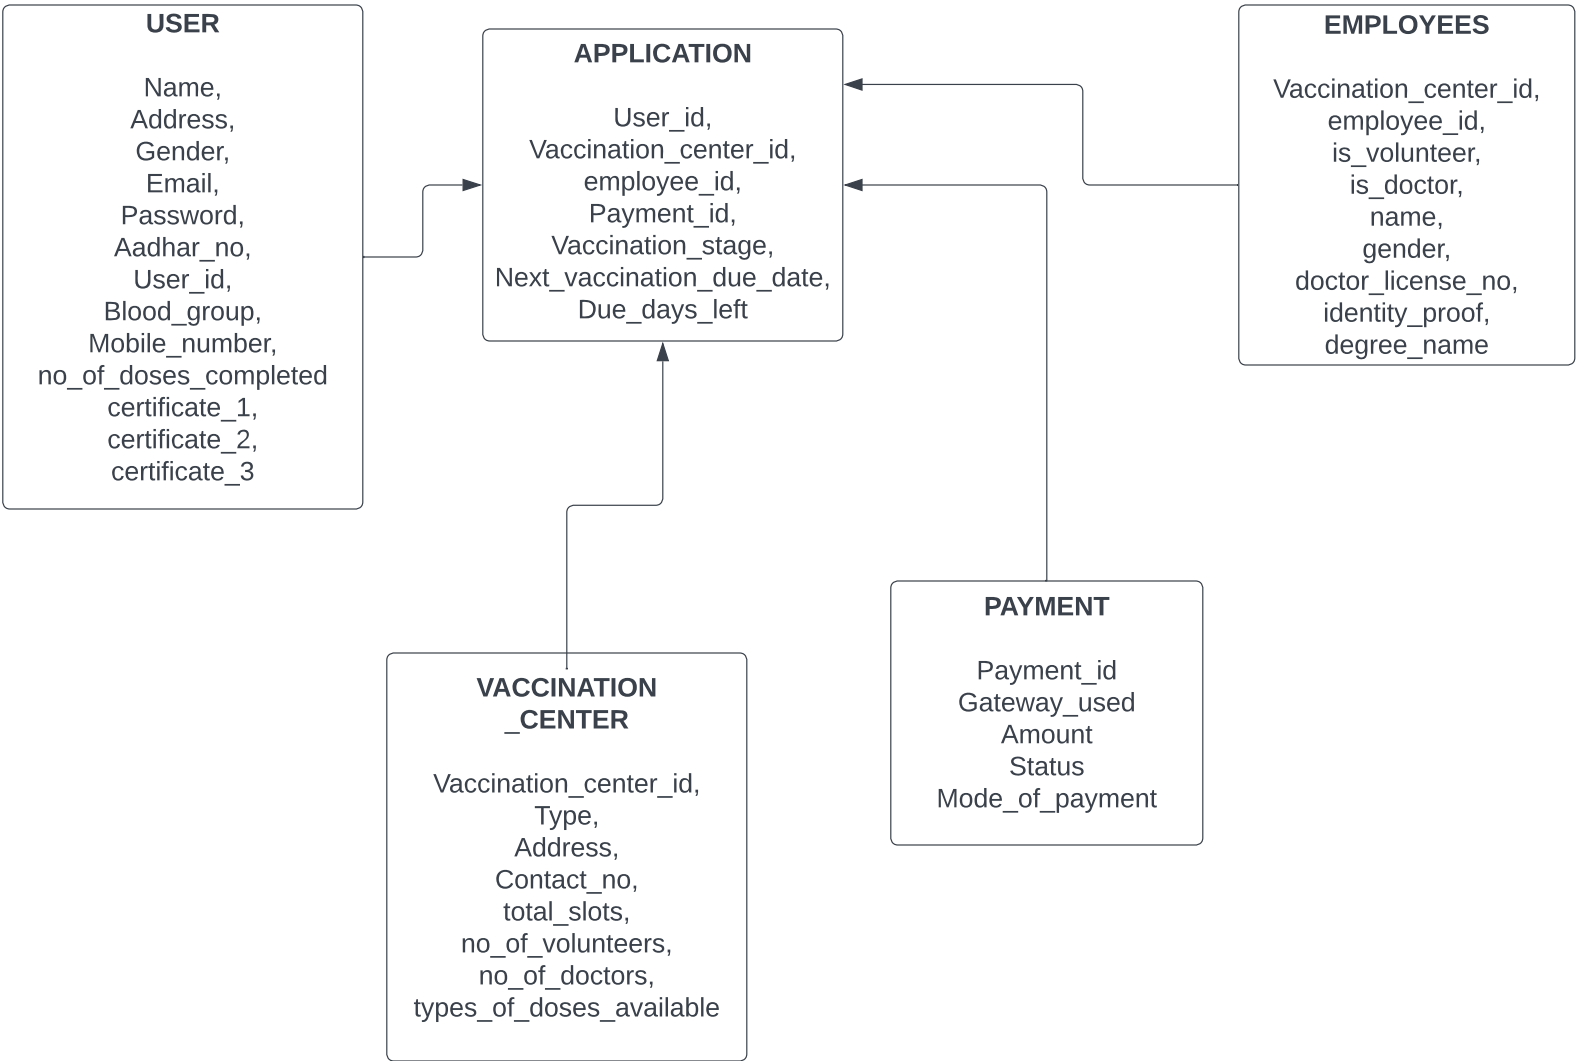 USER
Name,
Address,
Gender,
Email,
Password,
Aadhar_no,
User_id,
Blood_group,
Mobile_number,
no_of_doses_completed
certificate_1,
certificate_2,
certificate_3
APPLICATION
User_id,
Vaccination_center_id,
employee_id,
Payment_id,
Vaccination_stage,
Next_vaccination_due_date,
Due_days_left
EMPLOYEES
Vaccination_center_id,
employee_id,
is_volunteer,
is_doctor,
name,
gender,
doctor_license_no,
identity_proof,
degree_name
VACCINATION
_CENTER
Vaccination_center_id,
Type,
Address,
Contact_no,
total_slots,
no_of_volunteers,
no_of_doctors,
types_of_doses_available
PAYMENT
Payment_id
Gateway_used
Amount
Status
Mode_of_payment